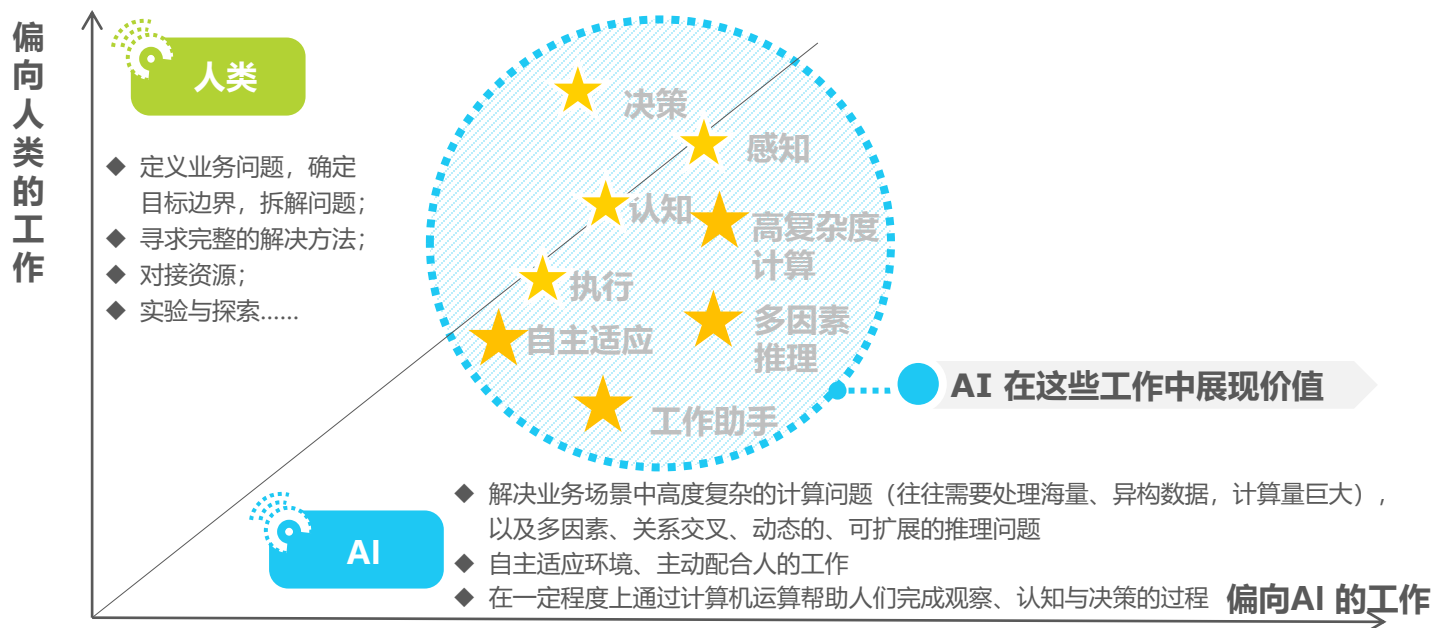 偏向人类的工作
人类
◆ 定义业务问题，确定
目标边界，拆解问题；
◆ 寻求完整的解决方法；
◆ 对接资源；
◆ 实验与探索……
决策
感知
认知
高复杂度
计算
执行
多因素
推理
自主适应
工作助手
AI 在这些工作中展现价值
AI
◆ 解决业务场景中高度复杂的计算问题（往往需要处理海量、异构数据，计算量巨大），
以及多因素、关系交叉、动态的、可扩展的推理问题
◆ 自主适应环境、主动配合人的工作
◆ 在一定程度上通过计算机运算帮助人们完成观察、认知与决策的过程
偏向AI 的工作